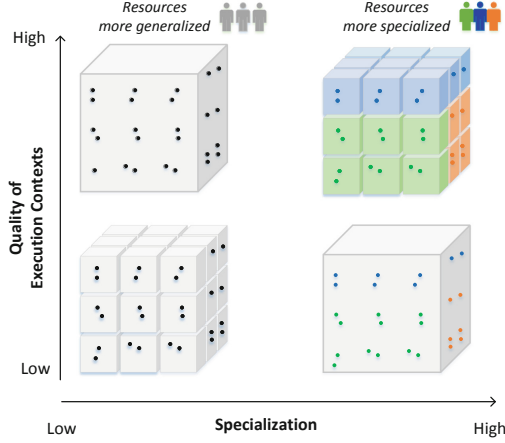 Resources
more generalized
Resources
more specialized
High
Quality of
Execution Contexts
Low
Low
Specialization
High